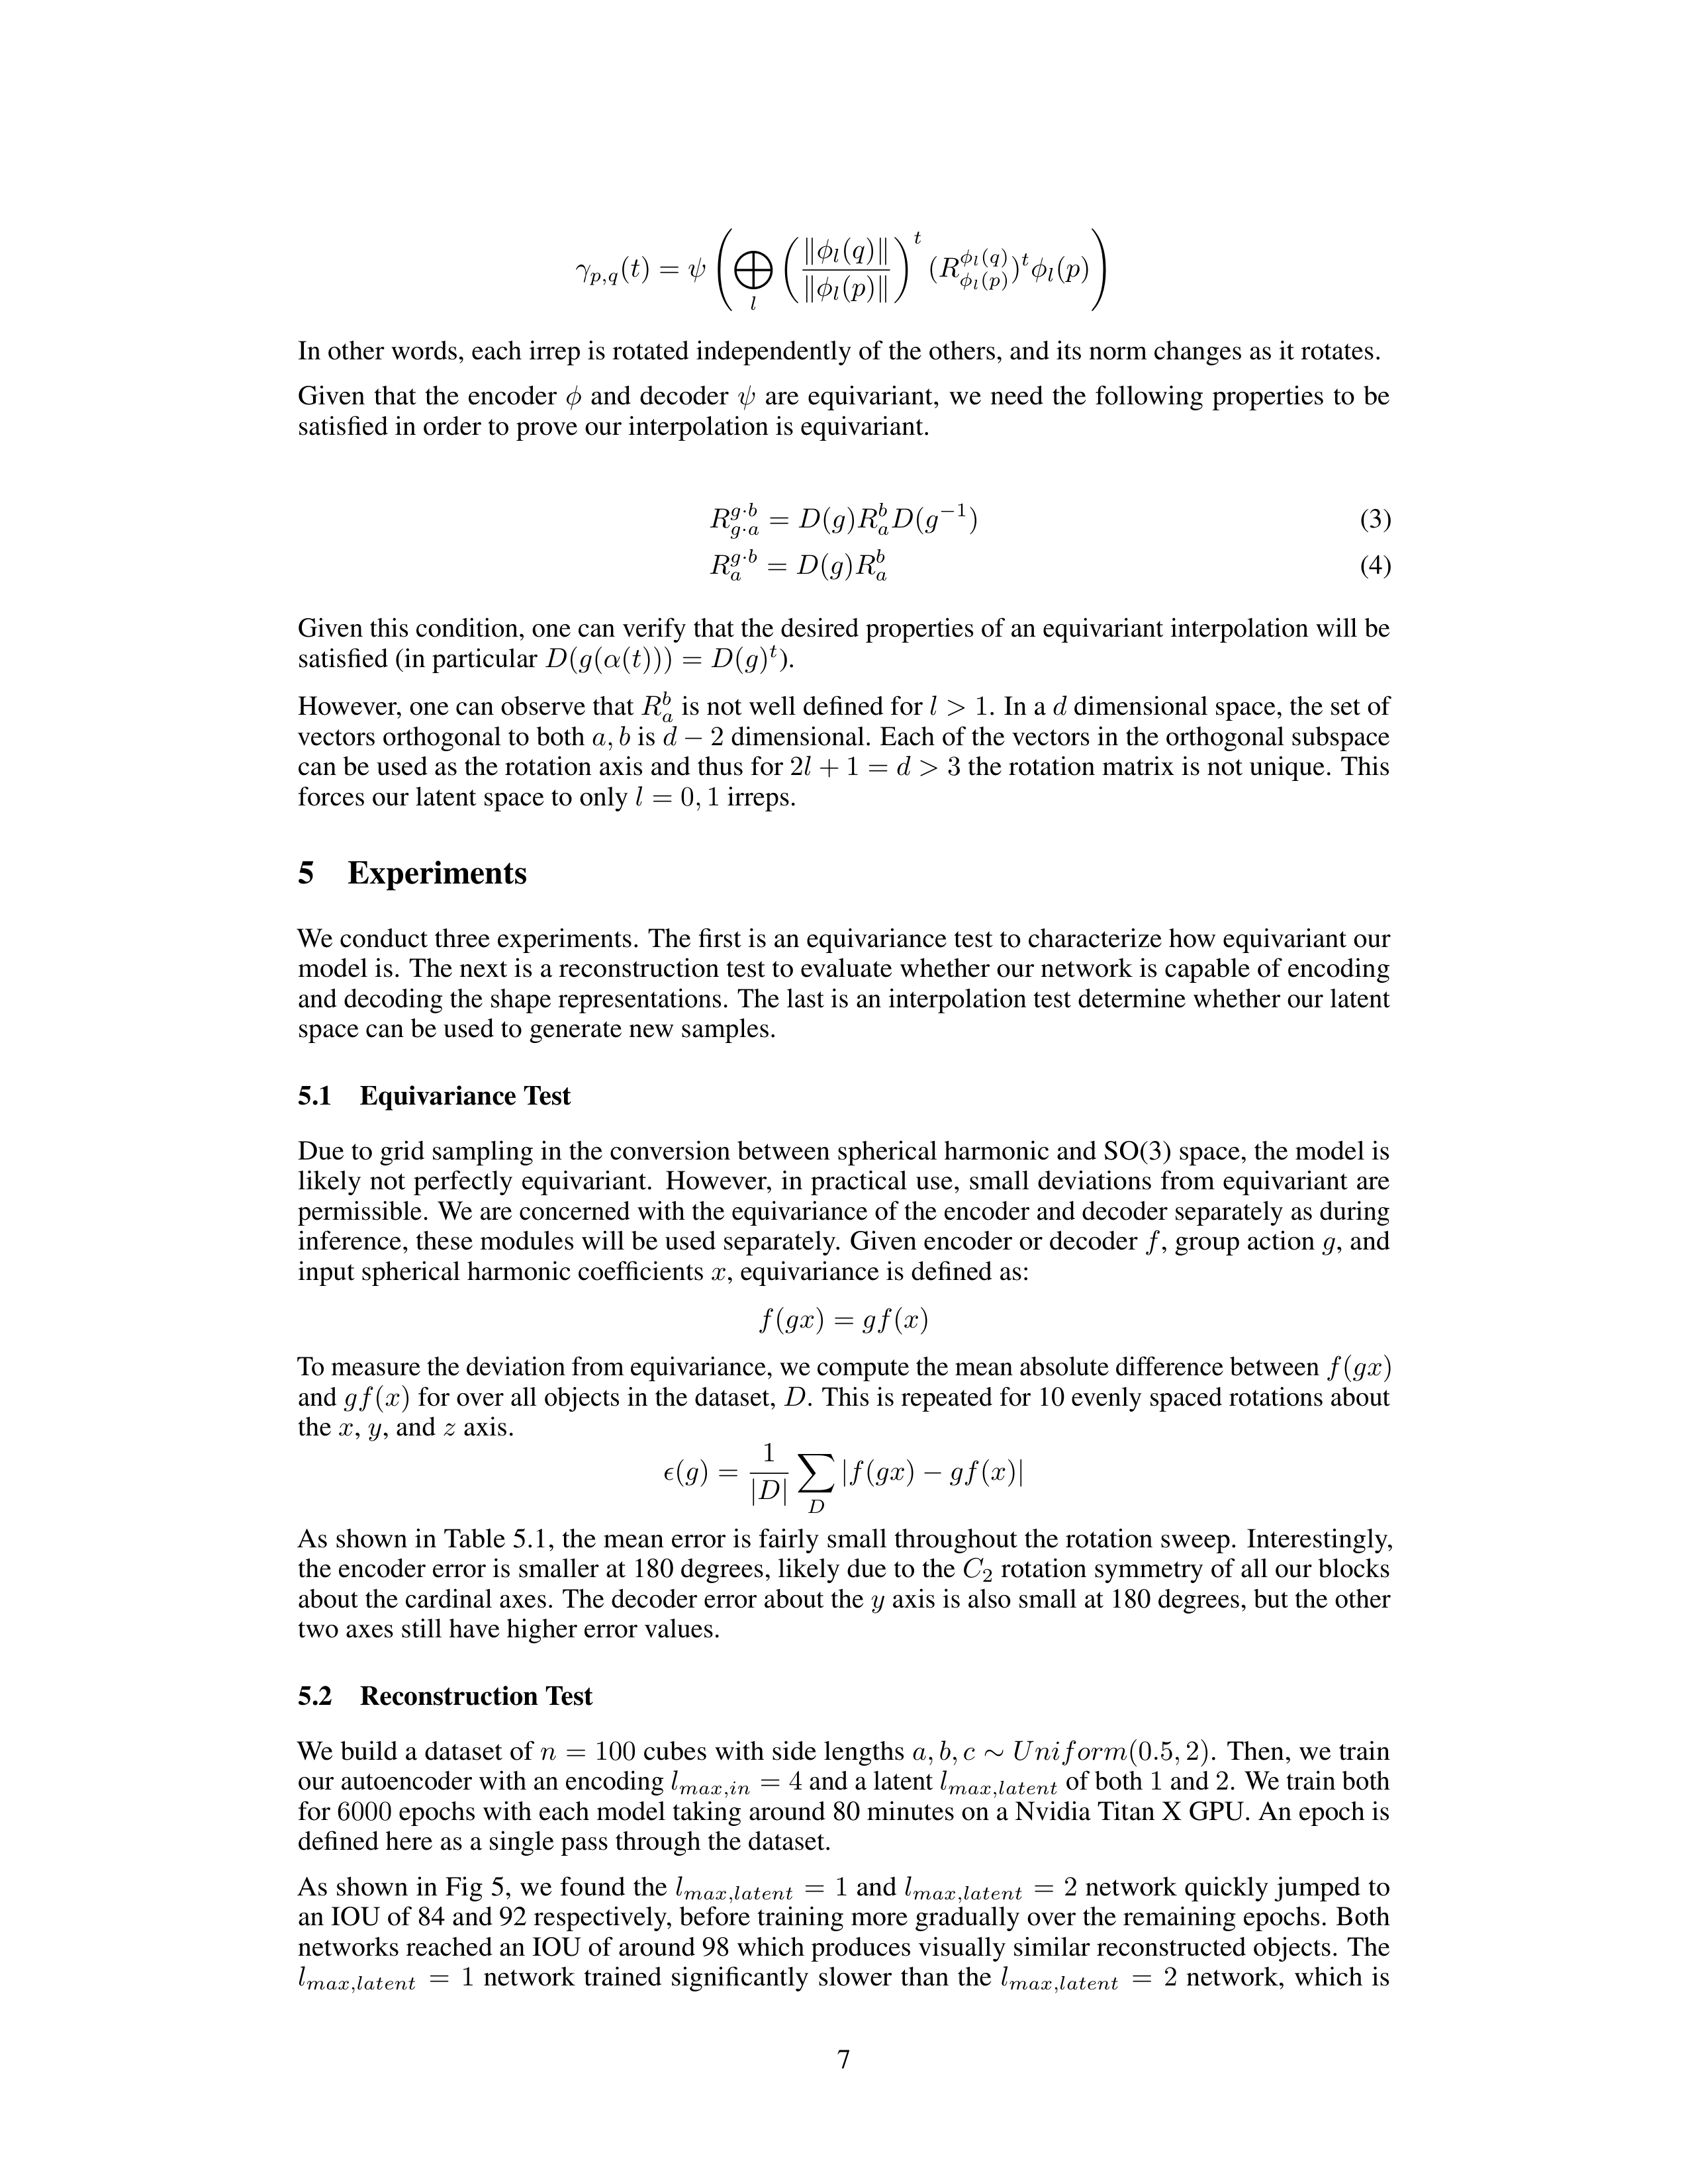 γ_{p,q}(t) = ψ ( ⊕_l ( ‖ϕ_l(q)‖ / ‖ϕ_l(p)‖ )^t (R_{ϕ_l(p)}^{ϕ_l(q)})^t ϕ_l(p) )
In other words, each irrep is rotated independently of the others, and its norm changes as it rotates.
Given that the encoder ϕ and decoder ψ are equivariant, we need the following properties to be
satisfied in order to prove our interpolation is equivariant.
R_{g·a}^{g·b} = D(g)R_a^b D(g^{-1}) (3)
R_a^{g·b} = D(g)R_a^b (4)
Given this condition, one can verify that the desired properties of an equivariant interpolation will be
satisfied (in particular D(g(α(t))) = D(g)^t).
However, one can observe that R_a^b is not well defined for l > 1. In a d dimensional space, the set of
vectors orthogonal to both a, b is d − 2 dimensional. Each of the vectors in the orthogonal subspace
can be used as the rotation axis and thus for 2l + 1 = d > 3 the rotation matrix is not unique. This
forces our latent space to only l = 0, 1 irreps.
5 Experiments
We conduct three experiments. The first is an equivariance test to characterize how equivariant our
model is. The next is a reconstruction test to evaluate whether our network is capable of encoding
and decoding the shape representations. The last is an interpolation test determine whether our latent
space can be used to generate new samples.
5.1 Equivariance Test
Due to grid sampling in the conversion between spherical harmonic and SO(3) space, the model is
likely not perfectly equivariant. However, in practical use, small deviations from equivariant are
permissible. We are concerned with the equivariance of the encoder and decoder separately as during
inference, these modules will be used separately. Given encoder or decoder f, group action g, and
input spherical harmonic coefficients x, equivariance is defined as:
f(gx) = gf(x)
To measure the deviation from equivariance, we compute the mean absolute difference between f(gx)
and gf(x) for over all objects in the dataset, D. This is repeated for 10 evenly spaced rotations about
the x, y, and z axis.
ϵ(g) = 1/|D| ∑_D |f(gx) − gf(x)|
As shown in Table 5.1, the mean error is fairly small throughout the rotation sweep. Interestingly,
the encoder error is smaller at 180 degrees, likely due to the C_2 rotation symmetry of all our blocks
about the cardinal axes. The decoder error about the y axis is also small at 180 degrees, but the other
two axes still have higher error values.
5.2 Reconstruction Test
We build a dataset of n = 100 cubes with side lengths a, b, c ∼ Uniform(0.5, 2). Then, we train
our autoencoder with an encoding l_{max,in} = 4 and a latent l_{max,latent} of both 1 and 2. We train both
for 6000 epochs with each model taking around 80 minutes on a Nvidia Titan X GPU. An epoch is
defined here as a single pass through the dataset.
As shown in Fig 5, we found the l_{max,latent} = 1 and l_{max,latent} = 2 network quickly jumped to
an IOU of 84 and 92 respectively, before training more gradually over the remaining epochs. Both
networks reached an IOU of around 98 which produces visually similar reconstructed objects. The
l_{max,latent} = 1 network trained significantly slower than the l_{max,latent} = 2 network, which is
7